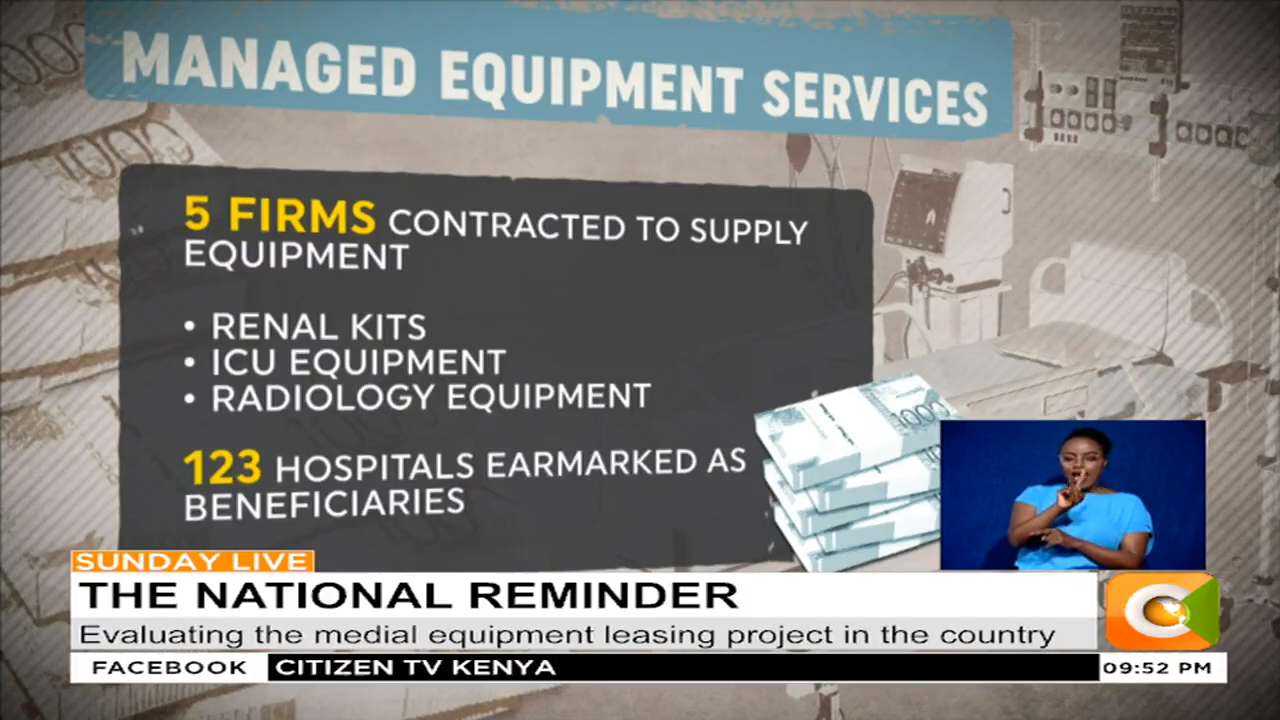 MANAGED EQUIPMENT SERVICES
5 FIRMS CONTRACTED TO SUPPLY
EQUIPMENT
• RENAL KITS
• ICU EQUIPMENT
• RADIOLOGY EQUIPMENT
123 HOSPITALS EARMARKED AS
BENEFICIARIES
1000
1000
SUNDAY LIVE
THE NATIONAL REMINDER
Evaluating the medial equipment leasing project in the country
FACEBOOK
CITIZEN TV KENYA
09:52 PM